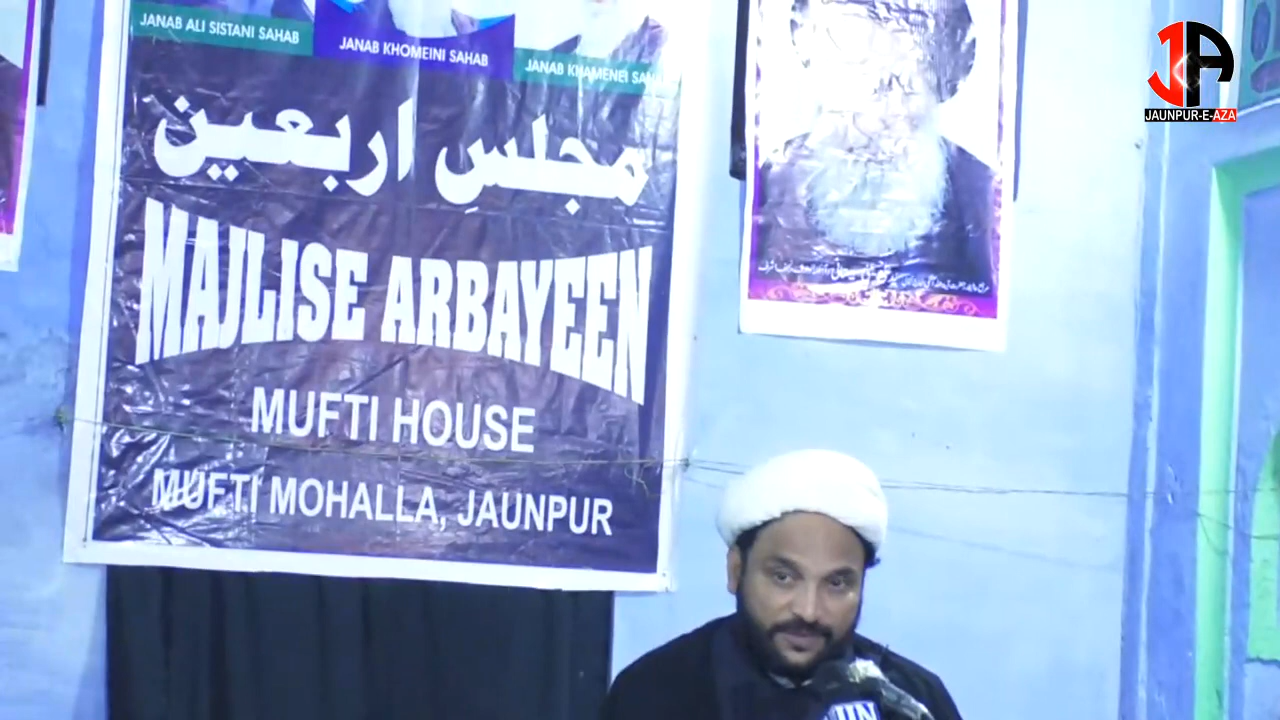 JANAB ALI SISTANI SAHAB
JANAB KHOMEINI SAHAB
JANAB KHAMENEI SAHAB
مجلسِ اربعین
MAJLISE ARBAYEEN
MUFTI HOUSE
MUFTI MOHALLA, JAUNPUR
JA
JAUNPUR-E-AZA